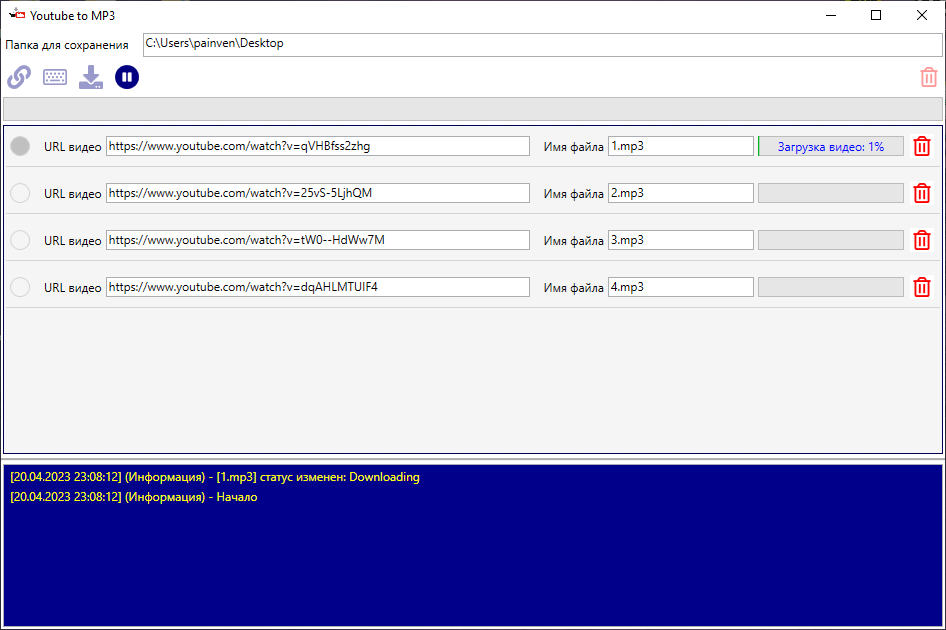 Youtube to MP3
Папка для сохранения C:\Users\painven\Desktop
URL видео https://www.youtube.com/watch?v=qVHBfss2zhg Имя файла 1.mp3 Загрузка видео: 1%
URL видео https://www.youtube.com/watch?v=25vS-5LjhQM Имя файла 2.mp3
URL видео https://www.youtube.com/watch?v=tW0--HdWw7M Имя файла 3.mp3
URL видео https://www.youtube.com/watch?v=dqAHLMTUIF4 Имя файла 4.mp3
[20.04.2023 23:08:12] (Информация) - [1.mp3] статус изменен: Downloading
[20.04.2023 23:08:12] (Информация) - Начало